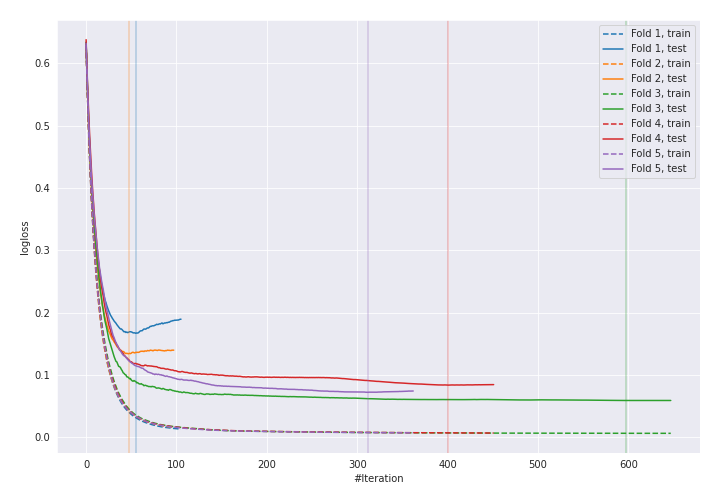 Fold 1, train
Fold 1, test
Fold 2, train
Fold 2, test
Fold 3, train
Fold 3, test
Fold 4, train
Fold 4, test
Fold 5, train
Fold 5, test
logloss
0.6
0.5
0.4
0.3
0.2
0.1
0.0
0 100 200 300 400 500 600
#Iteration